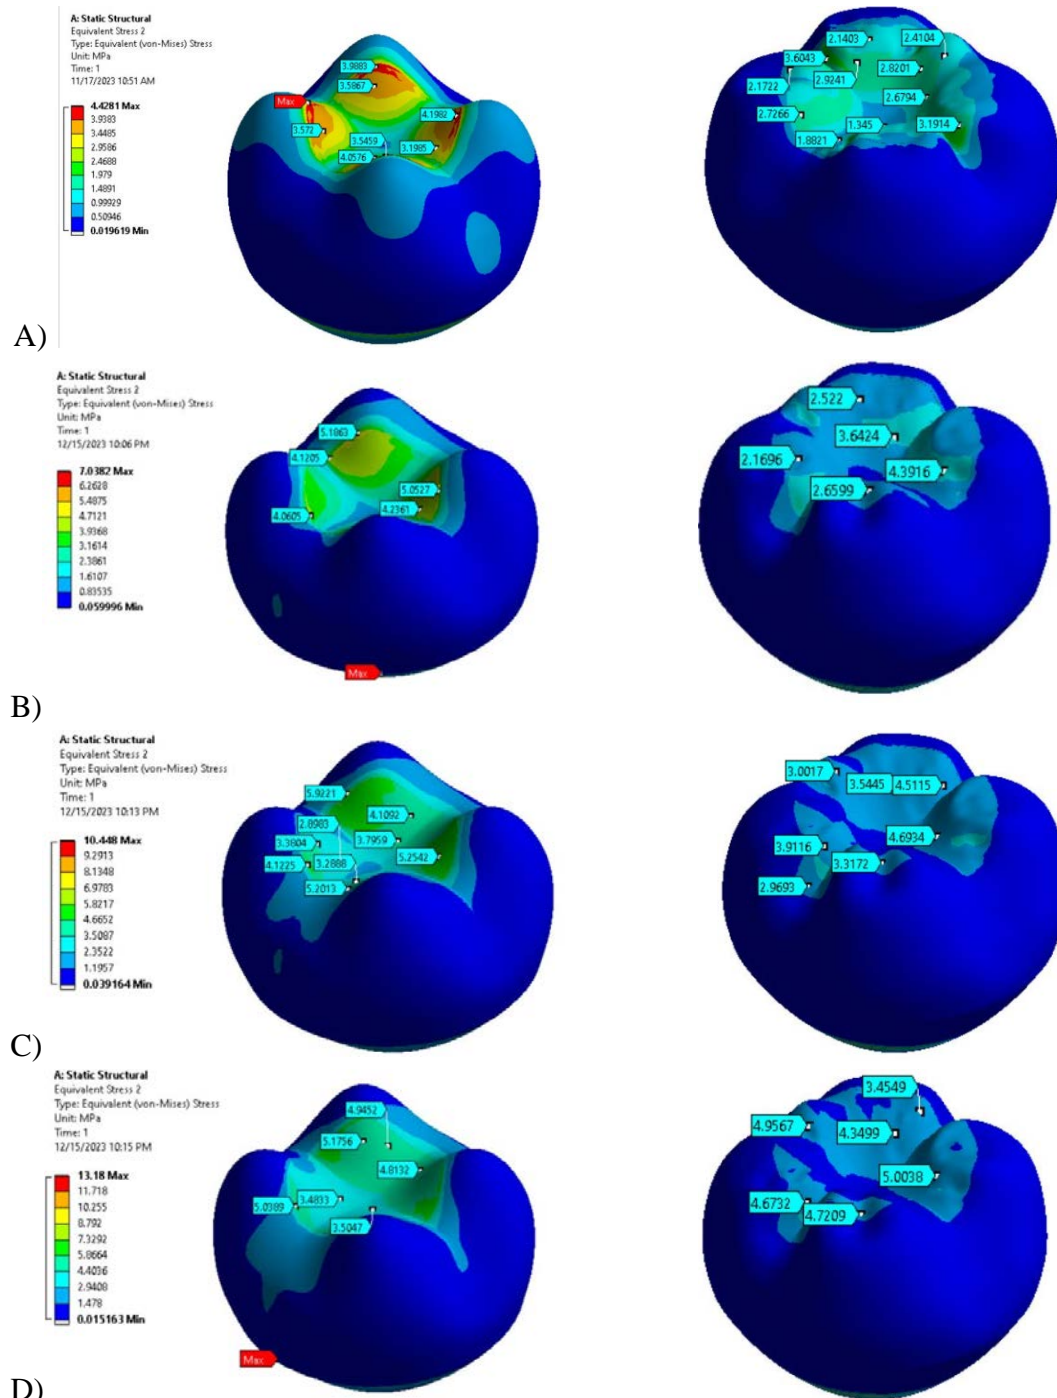 A: Static Structural
Equivalent Stress 2
Type: Equivalent (von-Mises) Stress
Unit: MPa
Time: 1
11/17/2023 10:51 AM
4.4281 Max
3.9383
3.4485
2.9586
2.4688
1.979
1.4891
0.99929
0.50946
0.019619 Min
3.9883
3.5867
Max
4.1982
3.572
3.5459
3.1985
4.0576
2.1403
2.4104
3.6043
2.9241
2.8201
2.1722
2.6794
2.7266
1.345
3.1914
1.8821
A)
A: Static Structural
Equivalent Stress 2
Type: Equivalent (von-Mises) Stress
Unit: MPa
Time: 1
12/15/2023 10:06 PM
7.0382 Max
6.2628
5.4875
4.7121
3.9368
3.1614
2.3861
1.6107
0.83535
0.059996 Min
5.1863
4.1205
5.0527
4.0605
4.2361
Max
2.522
3.6424
2.1696
4.3916
2.6599
B)
A: Static Structural
Equivalent Stress 2
Type: Equivalent (von-Mises) Stress
Unit: MPa
Time: 1
12/15/2023 10:13 PM
10.448 Max
9.2913
8.1348
6.9783
5.8217
4.6652
3.5087
2.3522
1.1957
0.039164 Min
5.9221
4.1092
2.8983
3.3804
3.7959
4.1225
3.2888
5.2542
5.2013
3.0017
3.5445
4.5115
4.6934
3.9116
3.3172
2.9693
C)
A: Static Structural
Equivalent Stress 2
Type: Equivalent (von-Mises) Stress
Unit: MPa
Time: 1
12/15/2023 10:15 PM
13.18 Max
11.718
10.255
8.792
7.3292
5.8664
4.4036
2.9408
1.478
0.015163 Min
4.9452
5.1756
4.8132
5.0389
3.4833
3.5047
Max
3.4549
4.9567
4.3499
5.0038
4.6732
4.7209
D)